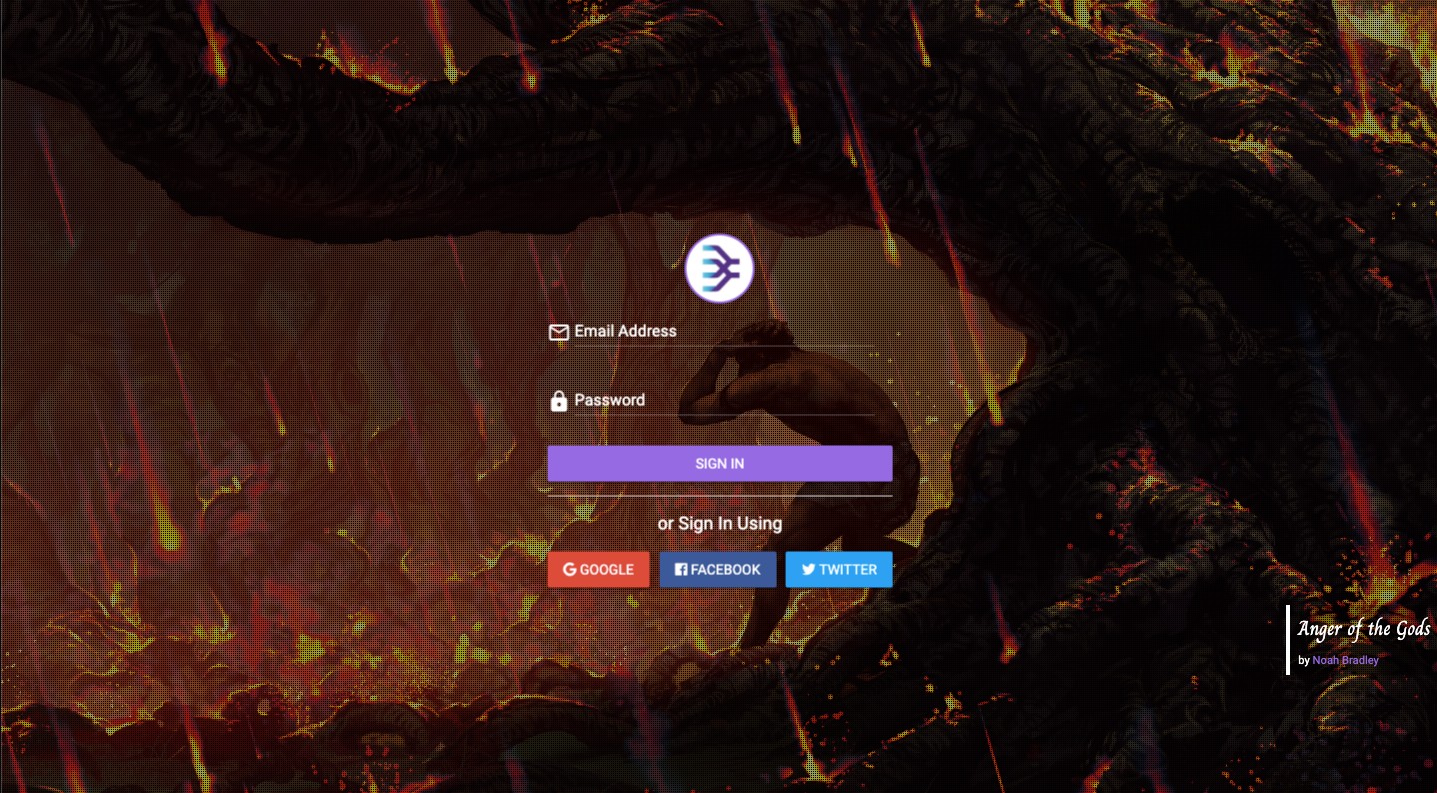 Email Address
Password
SIGN IN
or Sign In Using
GOOGLE FACEBOOK TWITTER
Anger of the Gods
by Noah Bradley